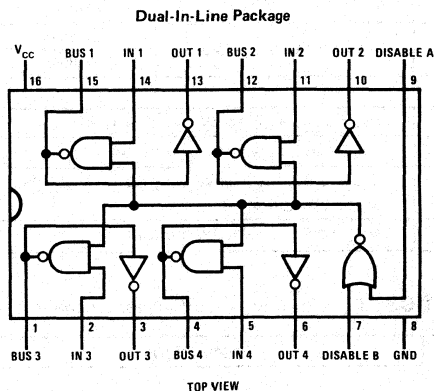 Dual-In-Line Package
VCC BUS 1 IN 1 OUT 1 BUS 2 IN 2 OUT 2 DISABLE A
16 15 14 13 12 11 10 9
1 2 3 4 5 6 7 8
BUS 3 IN 3 OUT 3 BUS 4 IN 4 OUT 4 DISABLE B GND
TOP VIEW